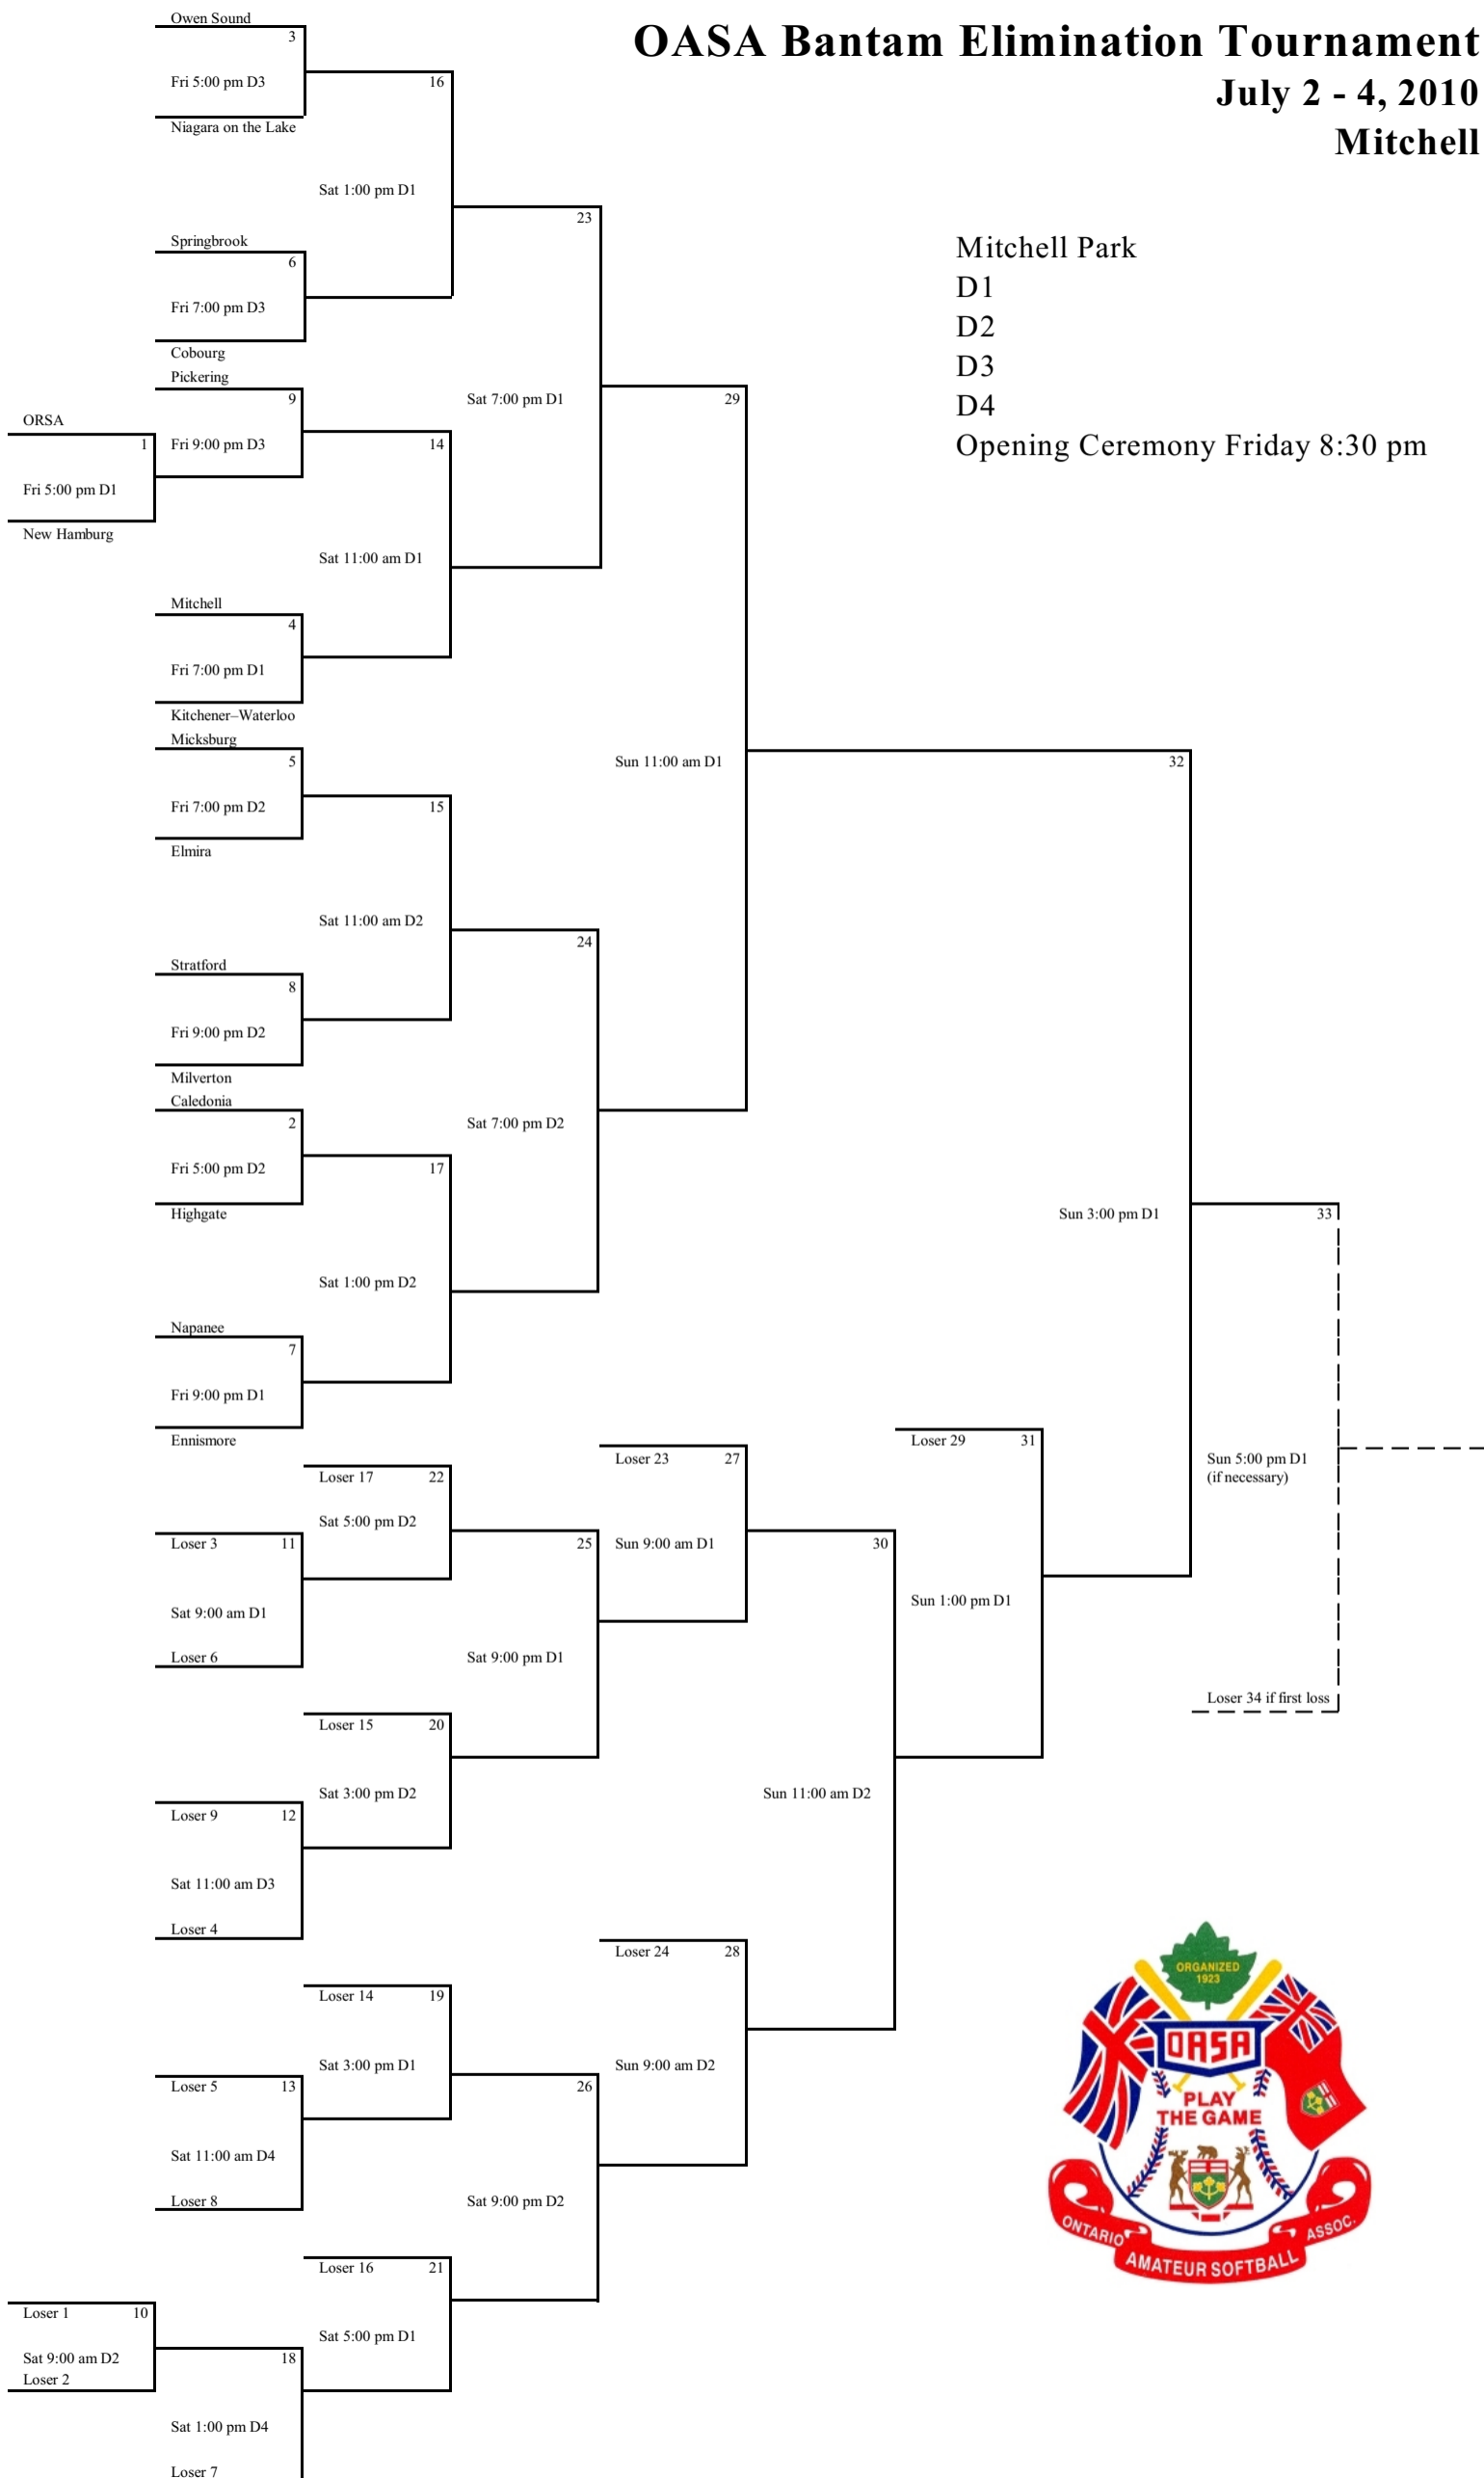 OASA Bantam Elimination Tournament
July 2 - 4, 2010
Mitchell
Mitchell Park
D1
D2
D3
D4
Opening Ceremony Friday 8:30 pm
Owen Sound
3
Fri 5:00 pm D3
Niagara on the Lake
16
Sat 1:00 pm D1
Springbrook
6
Fri 7:00 pm D3
Cobourg
23
Sat 7:00 pm D1
Pickering
9
Fri 9:00 pm D3
ORSA
1
Fri 5:00 pm D1
New Hamburg
14
Sat 11:00 am D1
Mitchell
4
Fri 7:00 pm D1
Kitchener–Waterloo
29
Sun 11:00 am D1
Micksburg
5
Fri 7:00 pm D2
Elmira
15
Sat 11:00 am D2
Stratford
8
Fri 9:00 pm D2
Milverton
24
Sat 7:00 pm D2
Caledonia
2
Fri 5:00 pm D2
Highgate
17
Sat 1:00 pm D2
Napanee
7
Fri 9:00 pm D1
Ennismore
32
Sun 3:00 pm D1
33
Sun 5:00 pm D1
(if necessary)
Loser 34 if first loss
Loser 17 22
Sat 5:00 pm D2
Loser 3 11
Sat 9:00 am D1
Loser 6
25
Sat 9:00 pm D1
Loser 23 27
Sun 9:00 am D1
30
Sun 11:00 am D2
Loser 29 31
Sun 1:00 pm D1
Loser 15 20
Sat 3:00 pm D2
Loser 9 12
Sat 11:00 am D3
Loser 4
Loser 14 19
Sat 3:00 pm D1
Loser 5 13
Sat 11:00 am D4
Loser 8
26
Sat 9:00 pm D2
Loser 24 28
Sun 9:00 am D2
Loser 16 21
Sat 5:00 pm D1
Loser 1 10
Sat 9:00 am D2
Loser 2
18
Sat 1:00 pm D4
Loser 7
ORGANIZED
1923
OASA
PLAY
THE GAME
ONTARIO
AMATEUR SOFTBALL
ASSOC.